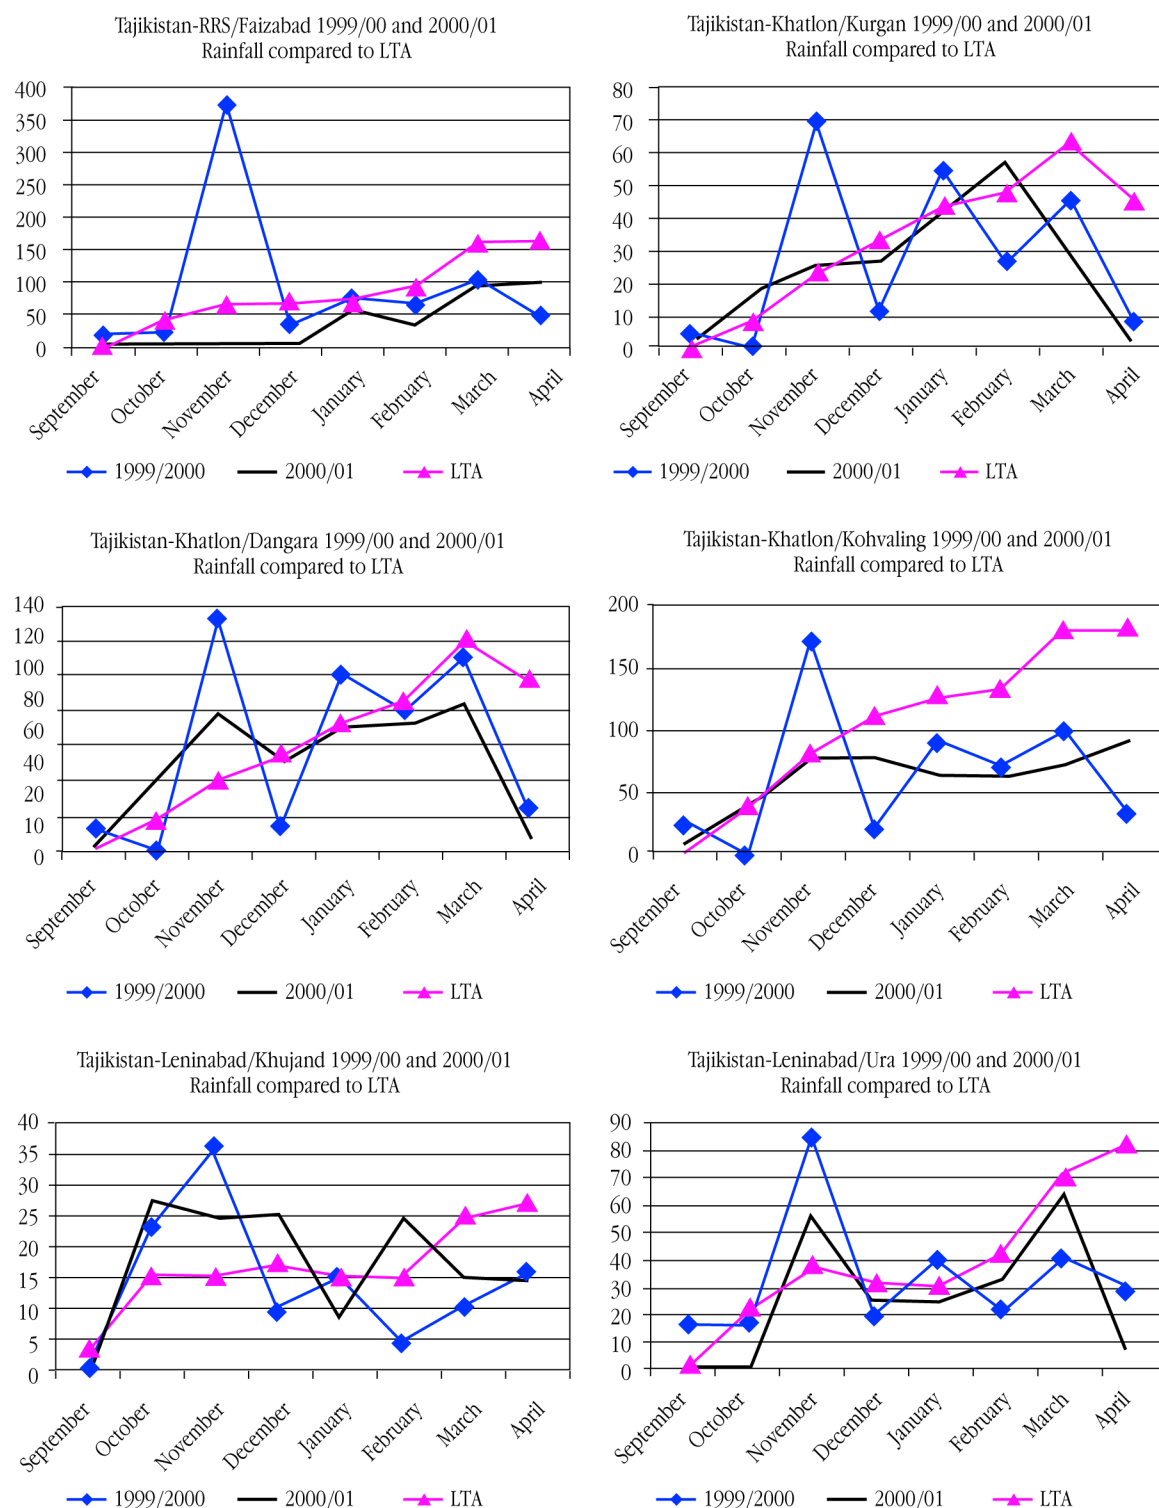 Tajikistan-RRS/Faizabad 1999/00 and 2000/01
Rainfall compared to LTA
400
350
300
250
200
150
100
50
0
September
October
November
December
January
February
March
April
1999/2000
2000/01
LTA
Tajikistan-Khatlon/Kurgan 1999/00 and 2000/01
Rainfall compared to LTA
80
70
60
50
40
30
20
10
0
September
October
November
December
January
February
March
April
1999/2000
2000/01
LTA
Tajikistan-Khatlon/Dangara 1999/00 and 2000/01
Rainfall compared to LTA
140
120
100
80
60
40
20
10
0
September
October
November
December
January
February
March
April
1999/2000
2000/01
LTA
Tajikistan-Khatlon/Kohvaling 1999/00 and 2000/01
Rainfall compared to LTA
200
150
100
50
0
September
October
November
December
January
February
March
April
1999/2000
2000/01
LTA
Tajikistan-Leninabad/Khujand 1999/00 and 2000/01
Rainfall compared to LTA
40
35
30
25
20
15
10
5
0
September
October
November
December
January
February
March
April
1999/2000
2000/01
LTA
Tajikistan-Leninabad/Ura 1999/00 and 2000/01
Rainfall compared to LTA
90
80
70
60
50
40
30
20
10
0
September
October
November
December
January
February
March
April
1999/2000
2000/01
LTA